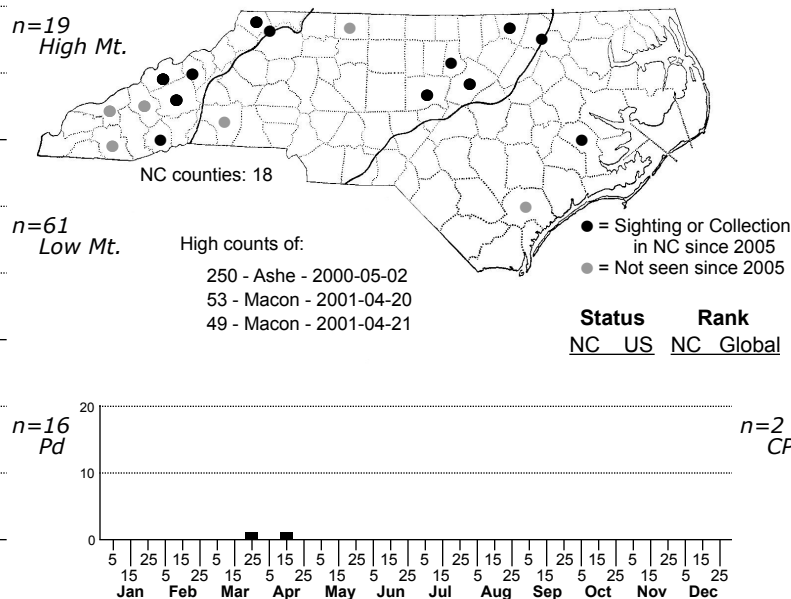 n=19
High Mt.
NC counties: 18
n=61
Low Mt.
High counts of:
250 - Ashe - 2000-05-02
53 - Macon - 2001-04-20
49 - Macon - 2001-04-21
● = Sighting or Collection
in NC since 2005
● = Not seen since 2005
Status Rank
NC US NC Global
n=16
Pd
n=2
CP
20
10
0
5 25 15 5 25 15 5 25 15 5 25 15 5 25 15 5 25 15
15 5 25 15 5 25 15 5 25 15 5 25 15 5 25 15 5 25
Jan Feb Mar Apr May Jun Jul Aug Sep Oct Nov Dec